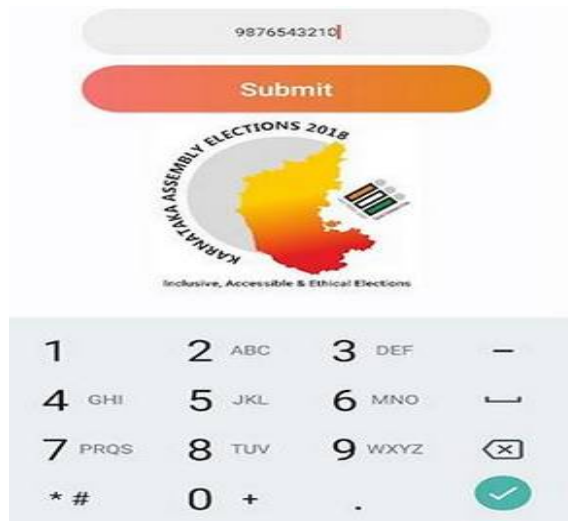 9876543210
Submit
KARNATAKA ASSEMBLY ELECTIONS 2018
Inclusive, Accessible & Ethical Elections
1 2 ABC 3 DEF –
4 GHI 5 JKL 6 MNO
7 PRQS 8 TUV 9 WXYZ
* # 0 + .